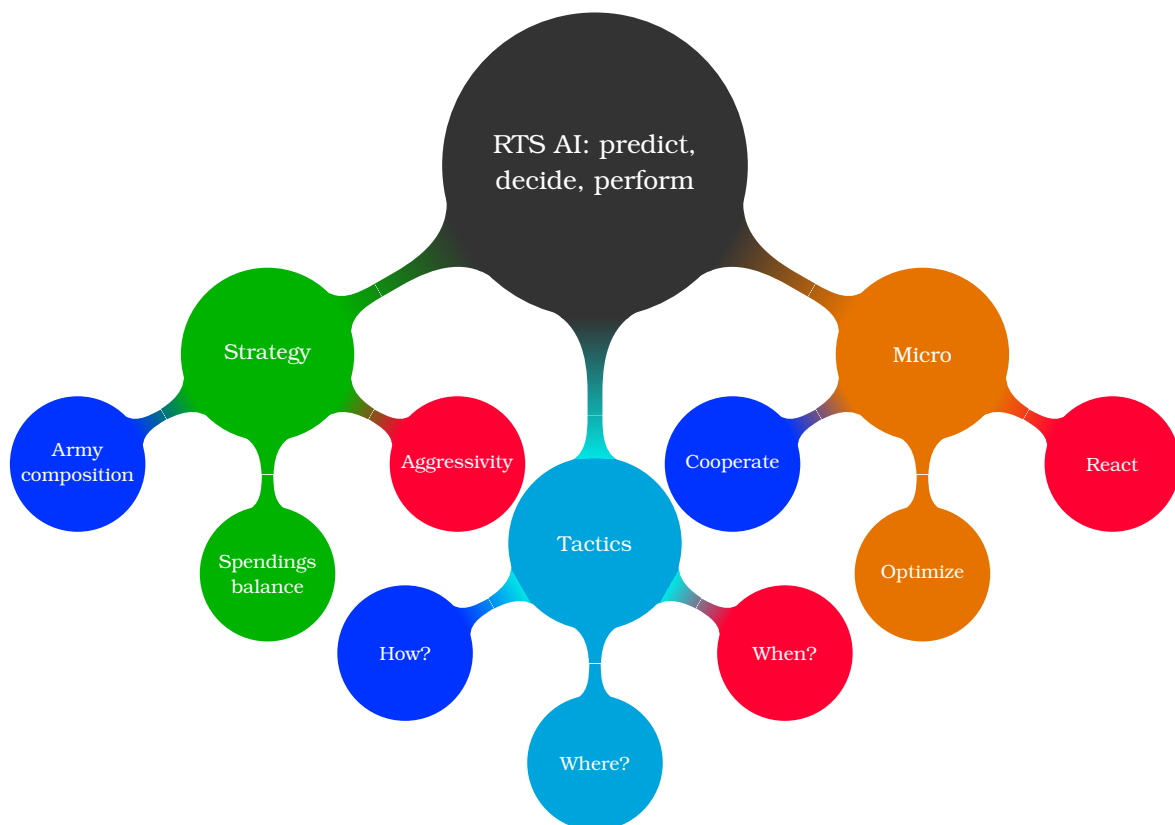 RTS AI: predict,
decide, perform
Strategy
Micro
Army
composition
Aggressivity
Cooperate
React
Spendings
balance
Tactics
Optimize
How?
When?
Where?